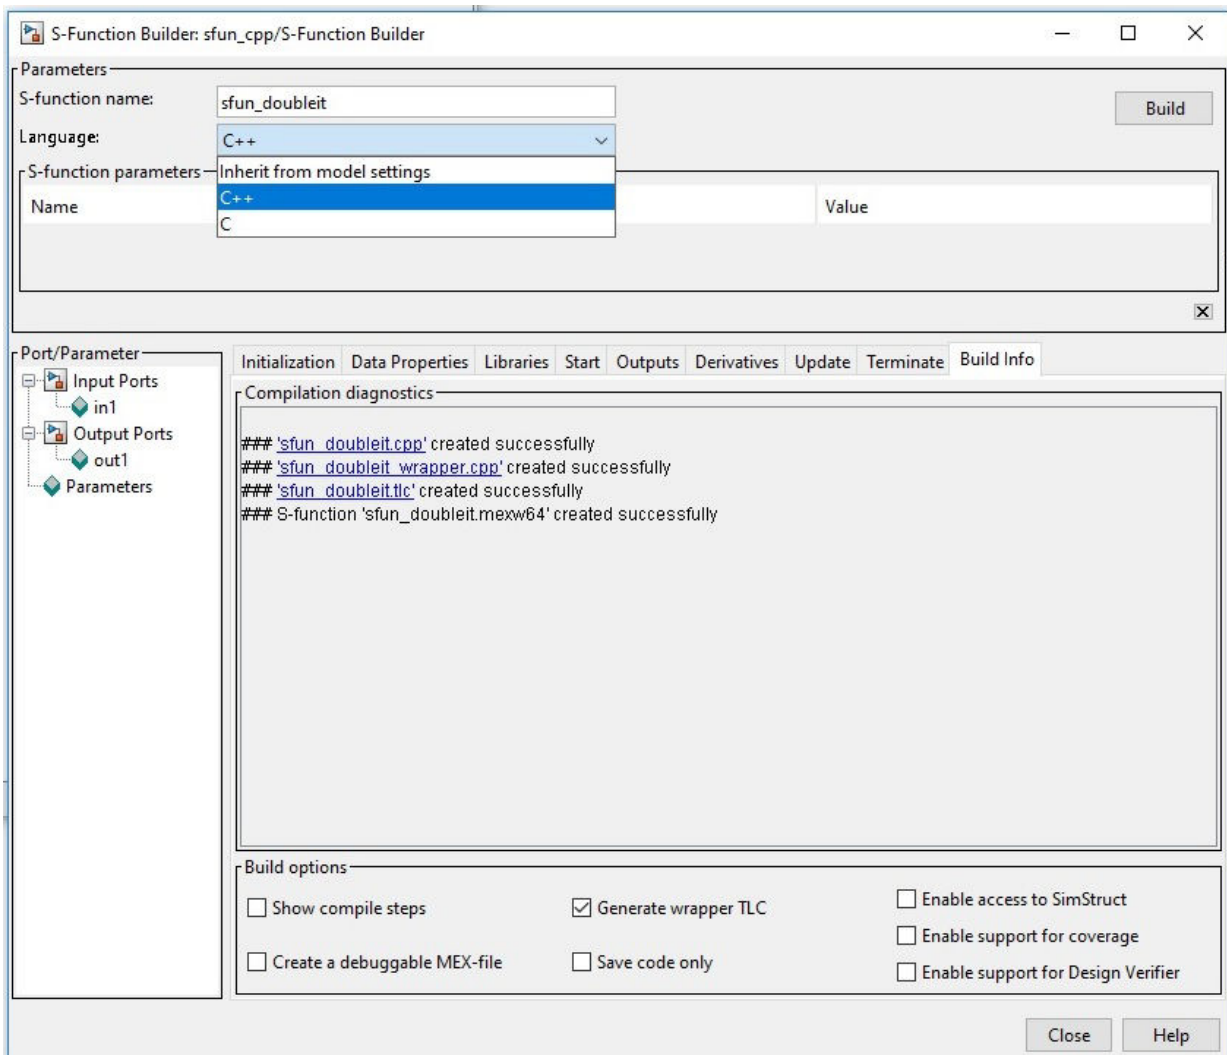 S-Function Builder: sfun_cpp/S-Function Builder
Parameters
S-function name: sfun_doubleit Build
Language: C++
Inherit from model settings
C++
C
S-function parameters
Name Value
Port/Parameter
Input Ports
in1
Output Ports
out1
Parameters
Initialization Data Properties Libraries Start Outputs Derivatives Update Terminate Build Info
Compilation diagnostics
### 'sfun_doubleit.cpp' created successfully
### 'sfun_doubleit_wrapper.cpp' created successfully
### 'sfun_doubleit.tlc' created successfully
### S-function 'sfun_doubleit.mexw64' created successfully
Build options
Show compile steps Generate wrapper TLC Enable access to SimStruct
Enable support for coverage
Create a debuggable MEX-file Save code only Enable support for Design Verifier
Close Help